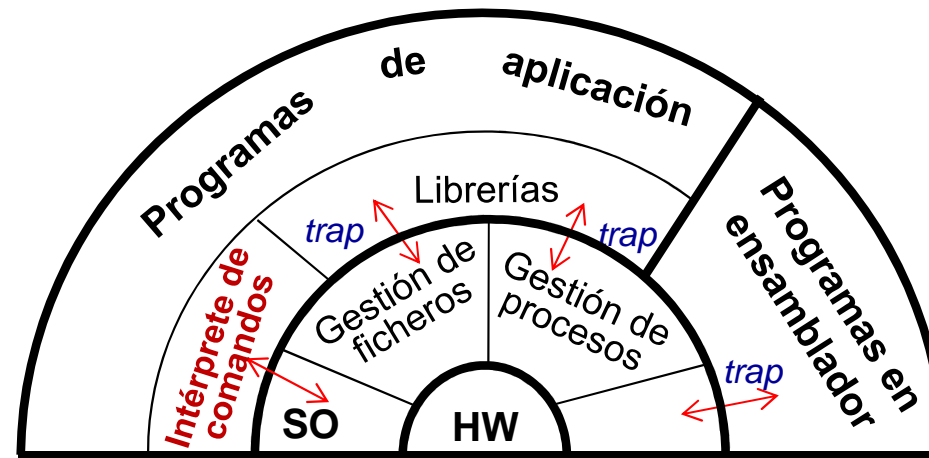 Programas de aplicación
Librerías
trap
trap
Programas en
ensamblador
Intérprete de
comandos
Gestión de
ficheros
Gestión de
procesos
trap
SO
HW